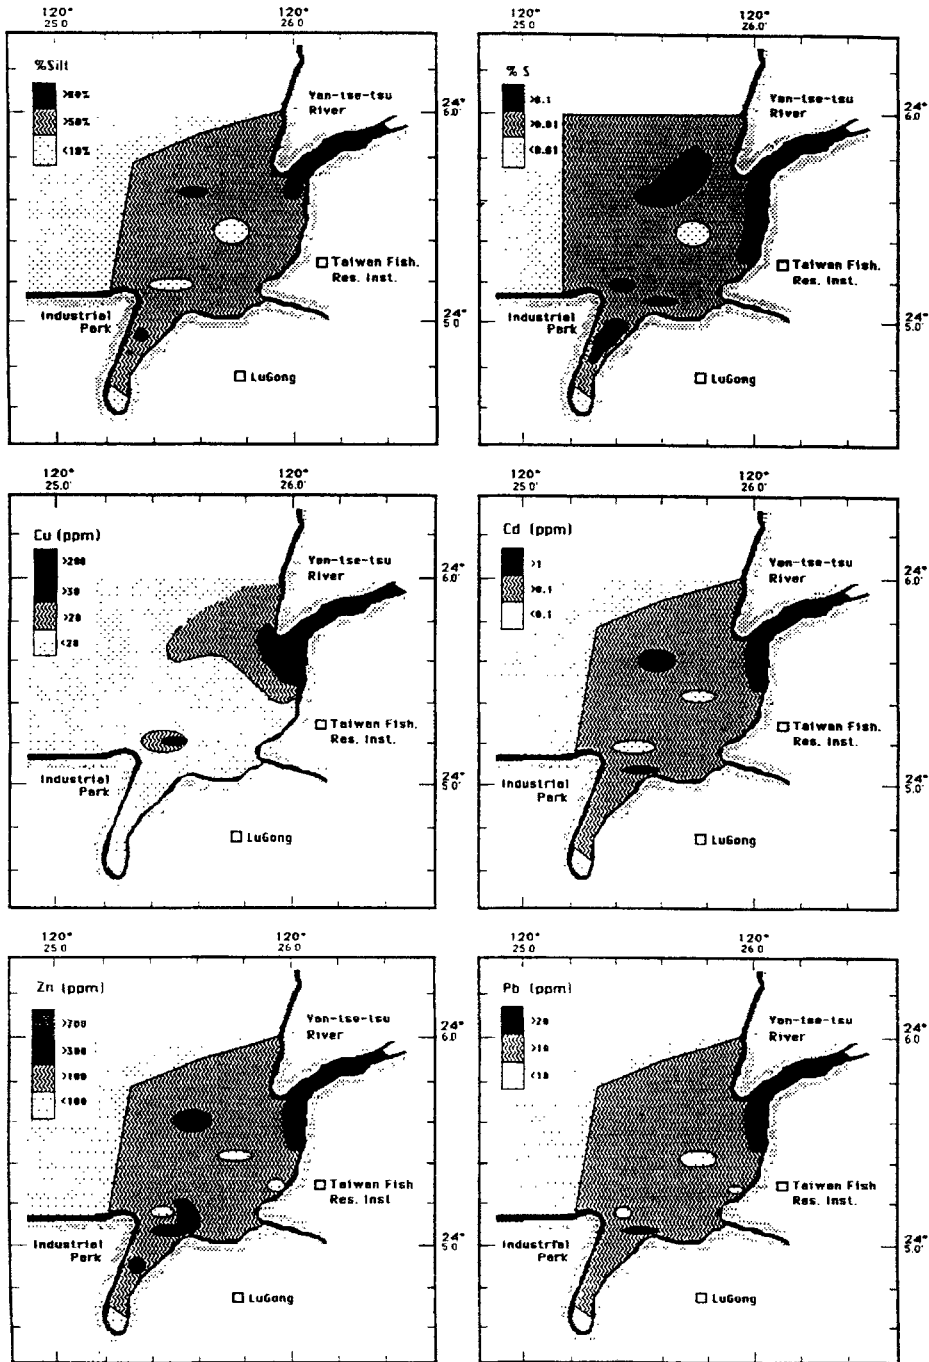 120° 120°
25.0' 26.0'
%Silt
>80%
>50%
<10%
Yan-tse-tsu
River
24°
6.0'
Taiwan Fish.
Res. Inst.
Industrial
Park
24°
5.0'
LuGong
120° 120°
25.0' 26.0'
% S
>0.1
>0.01
<0.01
Yan-tse-tsu
River
24°
6.0'
Taiwan Fish.
Res. Inst.
Industrial
Park
24°
5.0'
LuGong
120° 120°
25.0' 26.0'
Cu (ppm)
>200
>30
>20
<20
Yan-tse-tsu
River
24°
6.0'
Taiwan Fish.
Res. Inst.
Industrial
Park
24°
5.0'
LuGong
120° 120°
25.0' 26.0'
Cd (ppm)
>1
>0.1
<0.1
Yan-tse-tsu
River
24°
6.0'
Taiwan Fish.
Res. Inst.
Industrial
Park
24°
5.0'
LuGong
120° 120°
25.0' 26.0'
Zn (ppm)
>300
>100
<100
Yan-tse-tsu
River
24°
6.0'
Taiwan Fish
Res. Inst
Industrial
Park
24°
5.0'
LuGong
120° 120°
25.0' 26.0'
Pb (ppm)
>20
>10
<10
Yan-tse-tsu
River
24°
6.0'
Taiwan Fish.
Res. Inst.
Industrial
Park
24°
5.0'
LuGong